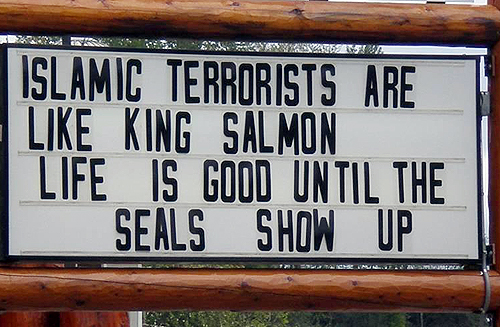 ISLAMIC TERRORISTS ARE
LIKE KING SALMON
LIFE IS GOOD UNTIL THE
SEALS SHOW UP